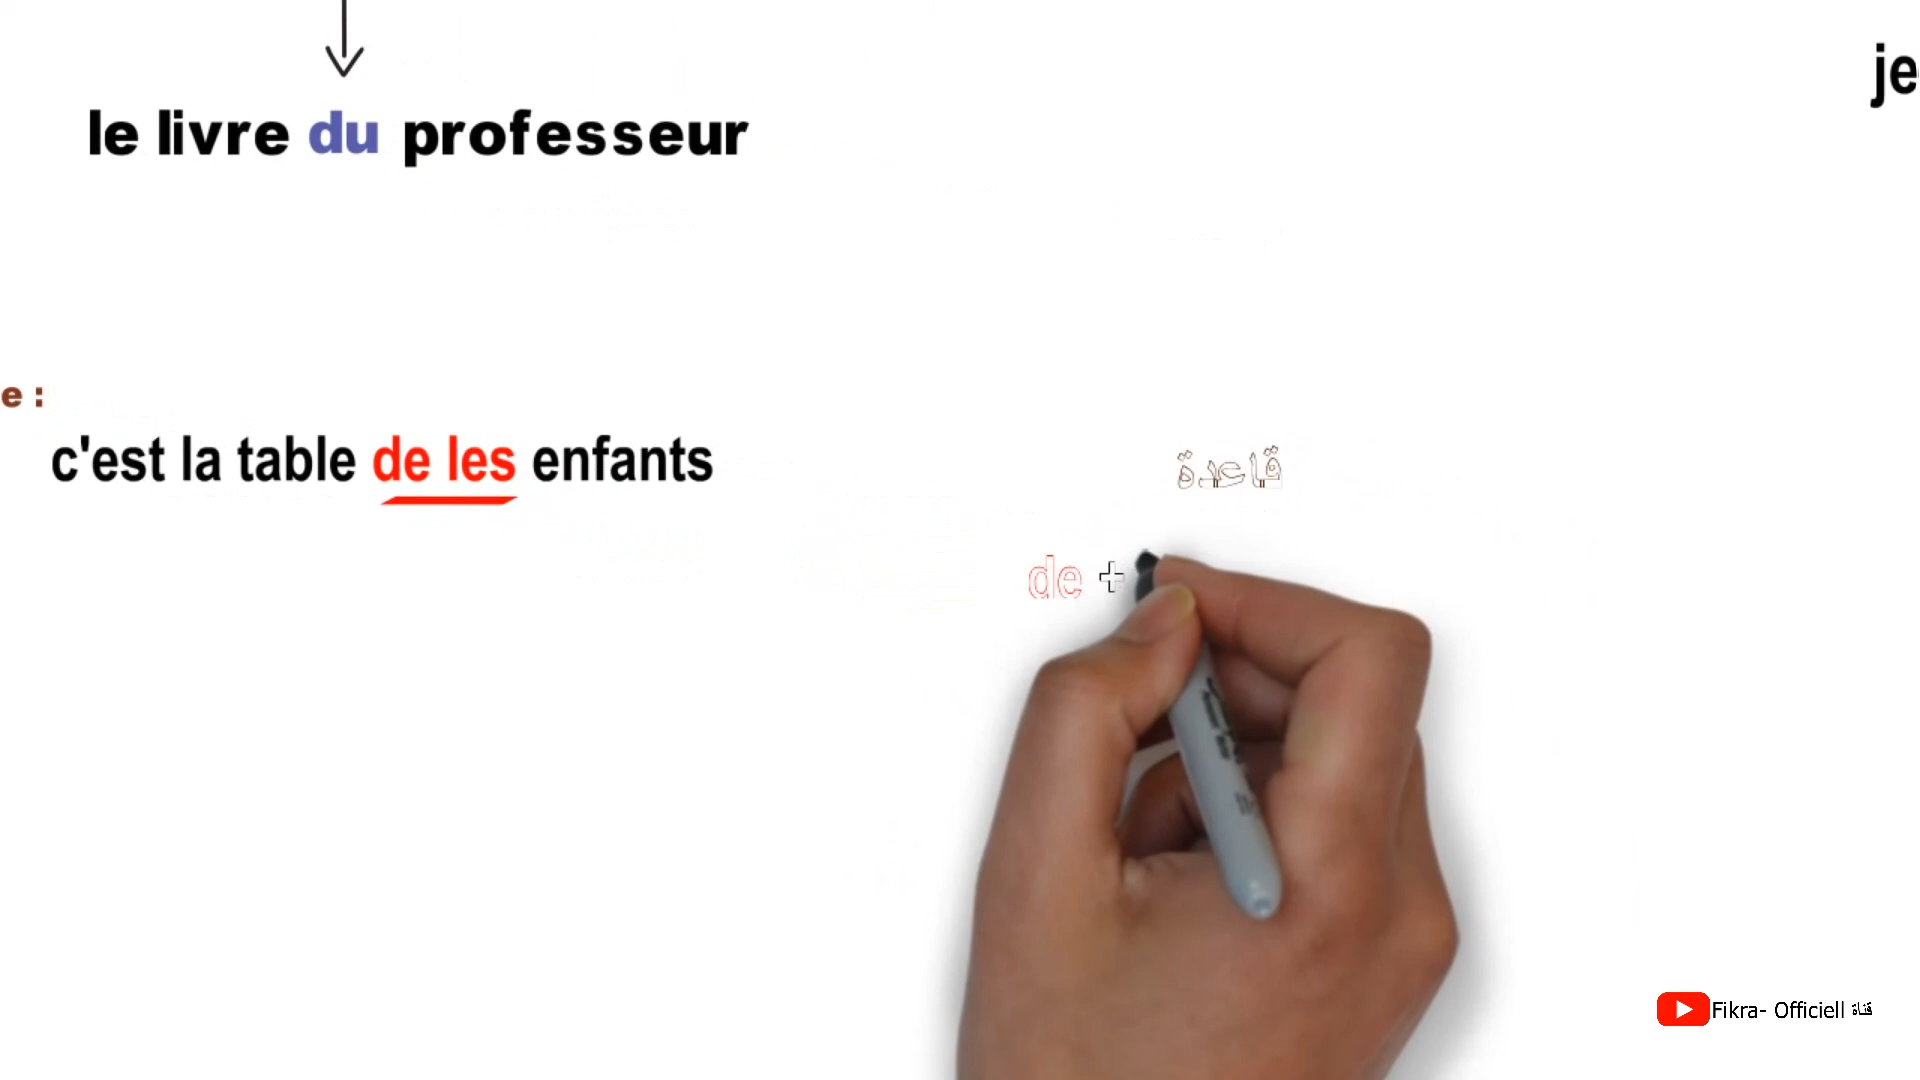 je
le livre du professeur
e :
c'est la table de les enfants
قاعدة
de +
Fikra- Officiell قناة